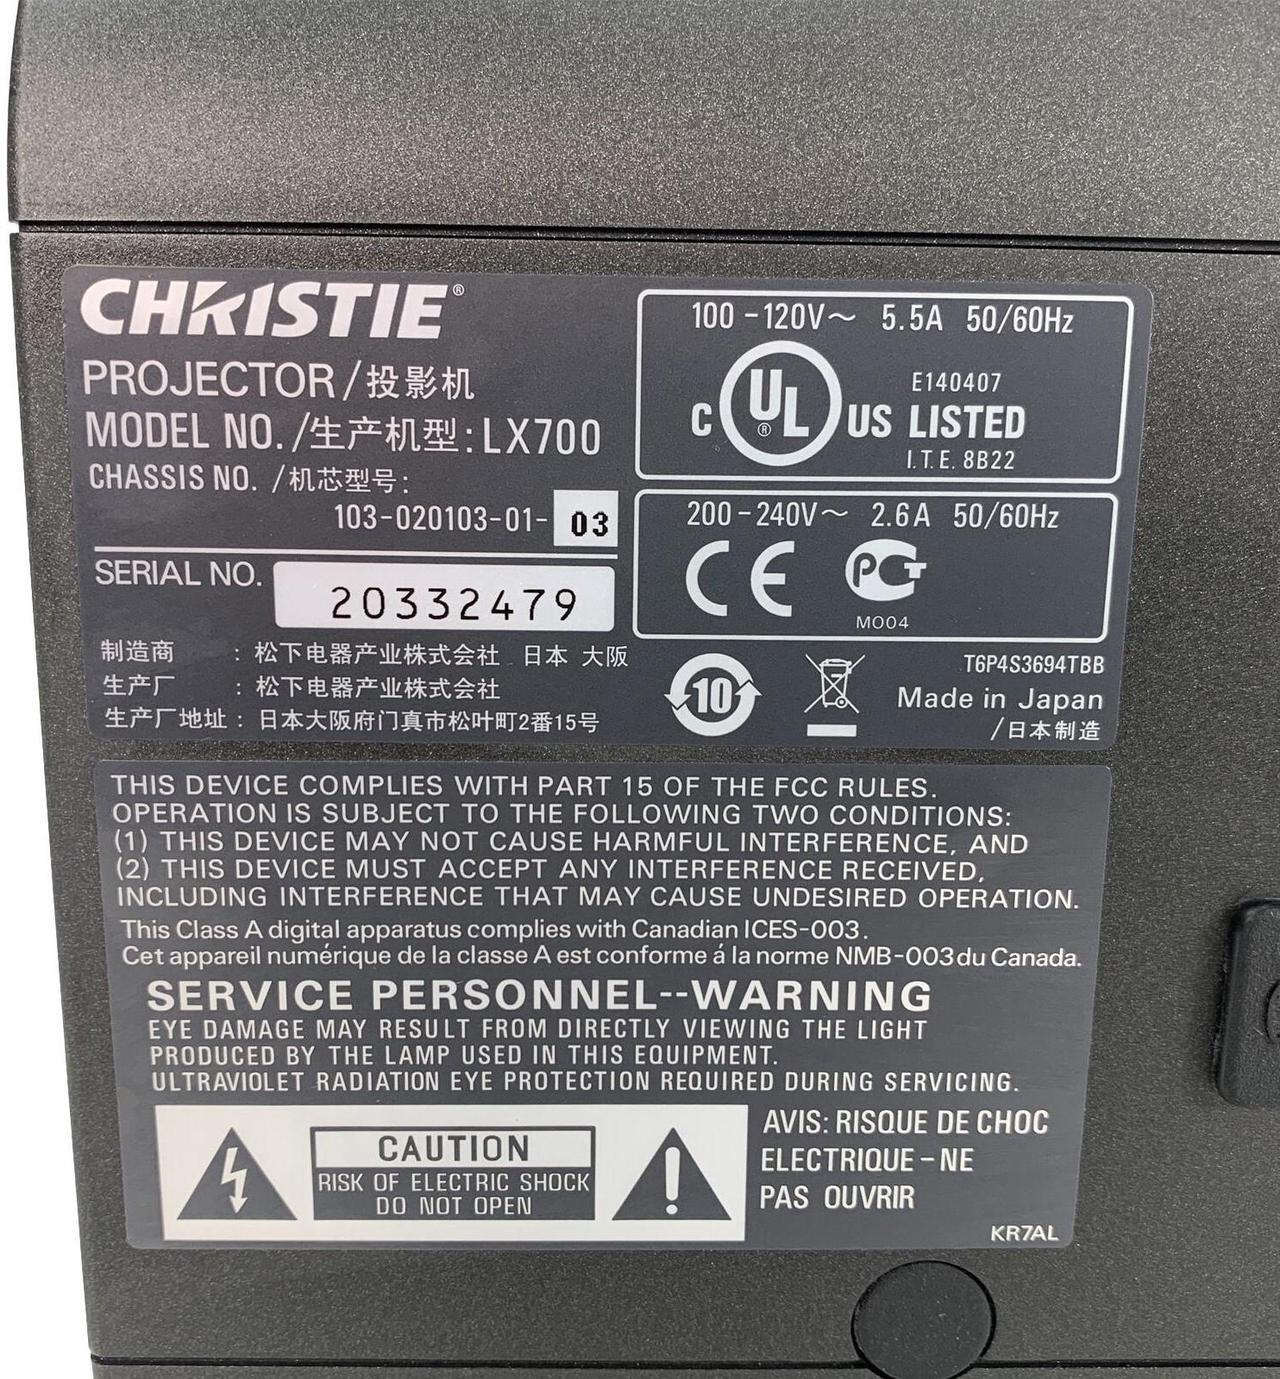 CHRISTIE®
PROJECTOR/投影机
MODEL NO./生产机型:LX700
CHASSIS NO. /机芯型号:
103-020103-01- 03
SERIAL NO. 20332479
制造商 : 松下电器产业株式会社 日本 大阪
生产厂 : 松下电器产业株式会社
生产厂地址 : 日本大阪府门真市松叶町2番15号
100-120V～ 5.5A 50/60Hz
C UL® US LISTED
E140407
I.T.E. 8B22
200-240V～ 2.6A 50/60Hz
CE PCT
MO04
10
T6P4S3694TBB
Made in Japan
/日本制造
THIS DEVICE COMPLIES WITH PART 15 OF THE FCC RULES.
OPERATION IS SUBJECT TO THE FOLLOWING TWO CONDITIONS:
(1) THIS DEVICE MAY NOT CAUSE HARMFUL INTERFERENCE, AND
(2) THIS DEVICE MUST ACCEPT ANY INTERFERENCE RECEIVED,
INCLUDING INTERFERENCE THAT MAY CAUSE UNDESIRED OPERATION.
This Class A digital apparatus complies with Canadian ICES-003.
Cet appareil numérique de la classe A est conforme á la norme NMB-003 du Canada.
SERVICE PERSONNEL--WARNING
EYE DAMAGE MAY RESULT FROM DIRECTLY VIEWING THE LIGHT
PRODUCED BY THE LAMP USED IN THIS EQUIPMENT.
ULTRAVIOLET RADIATION EYE PROTECTION REQUIRED DURING SERVICING.
CAUTION
RISK OF ELECTRIC SHOCK
DO NOT OPEN
AVIS: RISQUE DE CHOC
ELECTRIQUE-NE
PAS OUVRIR
KR7AL